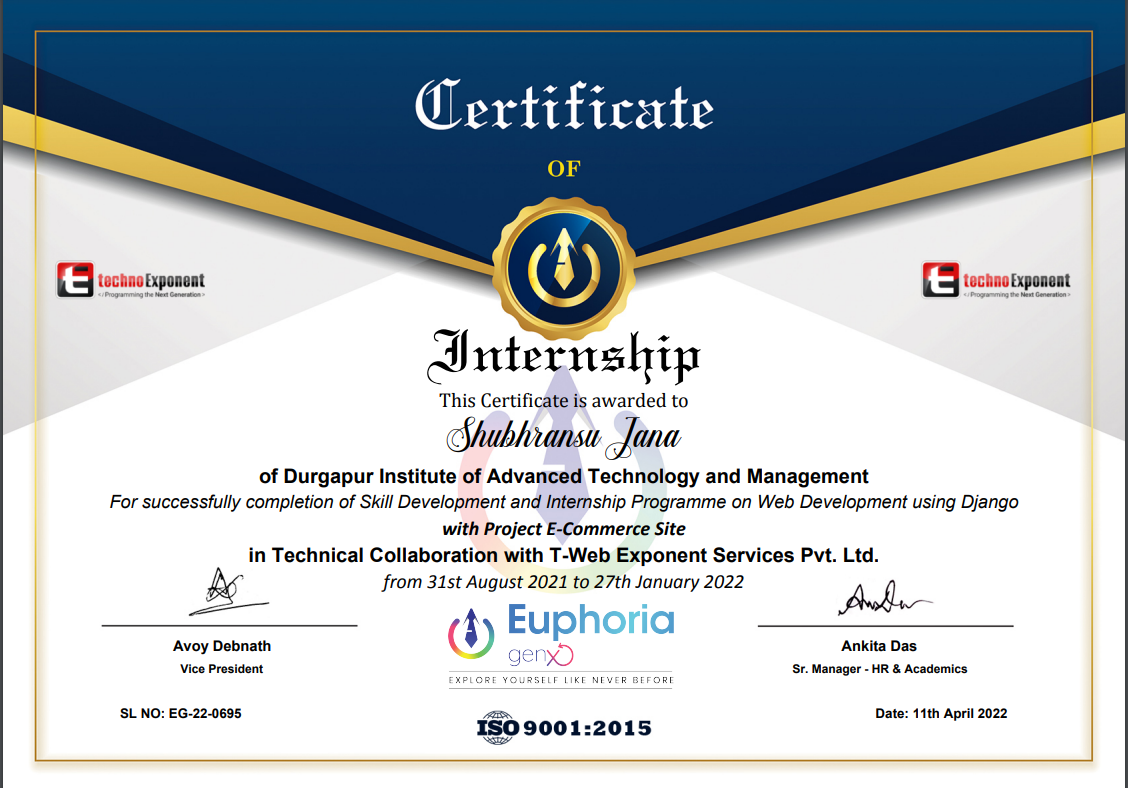 Certificate
OF
technoExponent
</Programming the Next Generation>
technoExponent
</Programming the Next Generation>
Internship
This Certificate is awarded to
Shubhransu Jana
of Durgapur Institute of Advanced Technology and Management
For successfully completion of Skill Development and Internship Programme on Web Development using Django
with Project E-Commerce Site
in Technical Collaboration with T-Web Exponent Services Pvt. Ltd.
from 31st August 2021 to 27th January 2022
Avoy Debnath
Vice President
Euphoria
genx
EXPLORE YOURSELF LIKE NEVER BEFORE
Ankita Das
Sr. Manager - HR & Academics
SL NO: EG-22-0695
ISO 9001:2015
Date: 11th April 2022